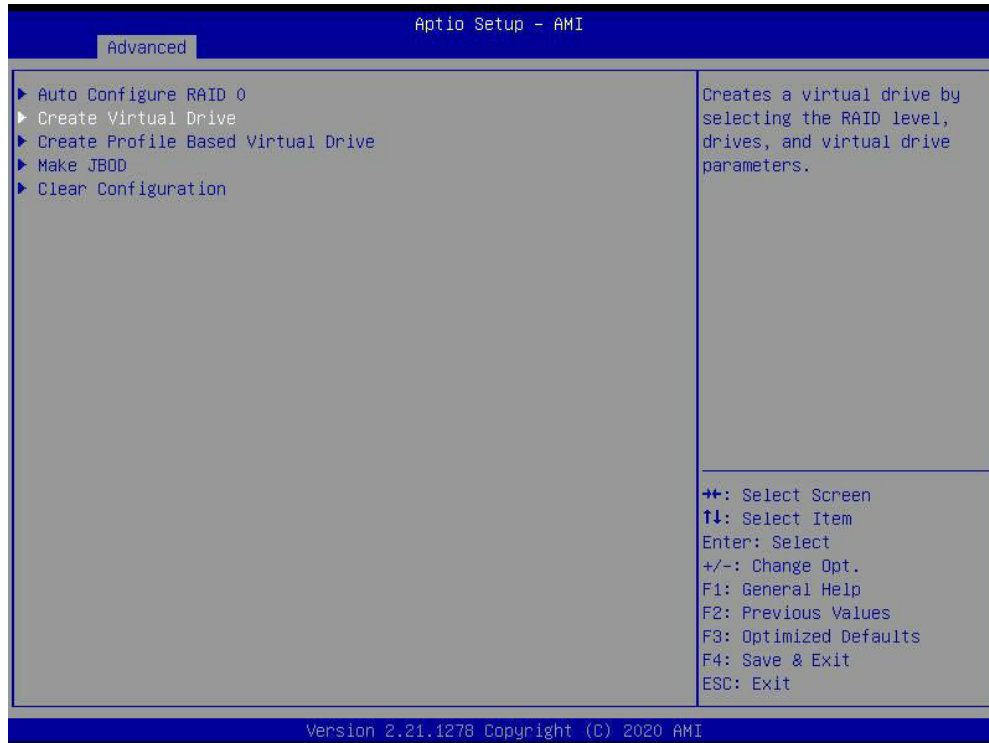 Aptio Setup – AMI
Advanced
▶ Auto Configure RAID 0
▶ Create Virtual Drive
▶ Create Profile Based Virtual Drive
▶ Make JBOD
▶ Clear Configuration
Creates a virtual drive by
selecting the RAID level,
drives, and virtual drive
parameters.
→←: Select Screen
↑↓: Select Item
Enter: Select
+/-: Change Opt.
F1: General Help
F2: Previous Values
F3: Optimized Defaults
F4: Save & Exit
ESC: Exit
Version 2.21.1278 Copyright (C) 2020 AMI